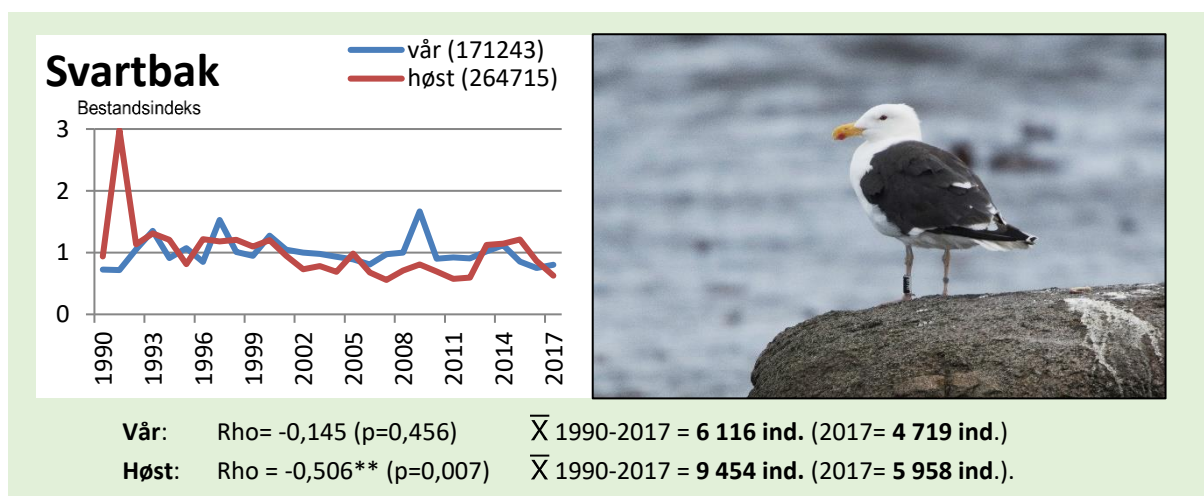 Svartbak
vår (171243)
høst (264715)
Bestandsindeks
3
2
1
0
1990
1993
1996
1999
2002
2005
2008
2011
2014
2017
Vår: Rho= -0,145 (p=0,456) X̅ 1990-2017 = 6 116 ind. (2017= 4 719 ind.)
Høst: Rho = -0,506** (p=0,007) X̅ 1990-2017 = 9 454 ind. (2017= 5 958 ind.).